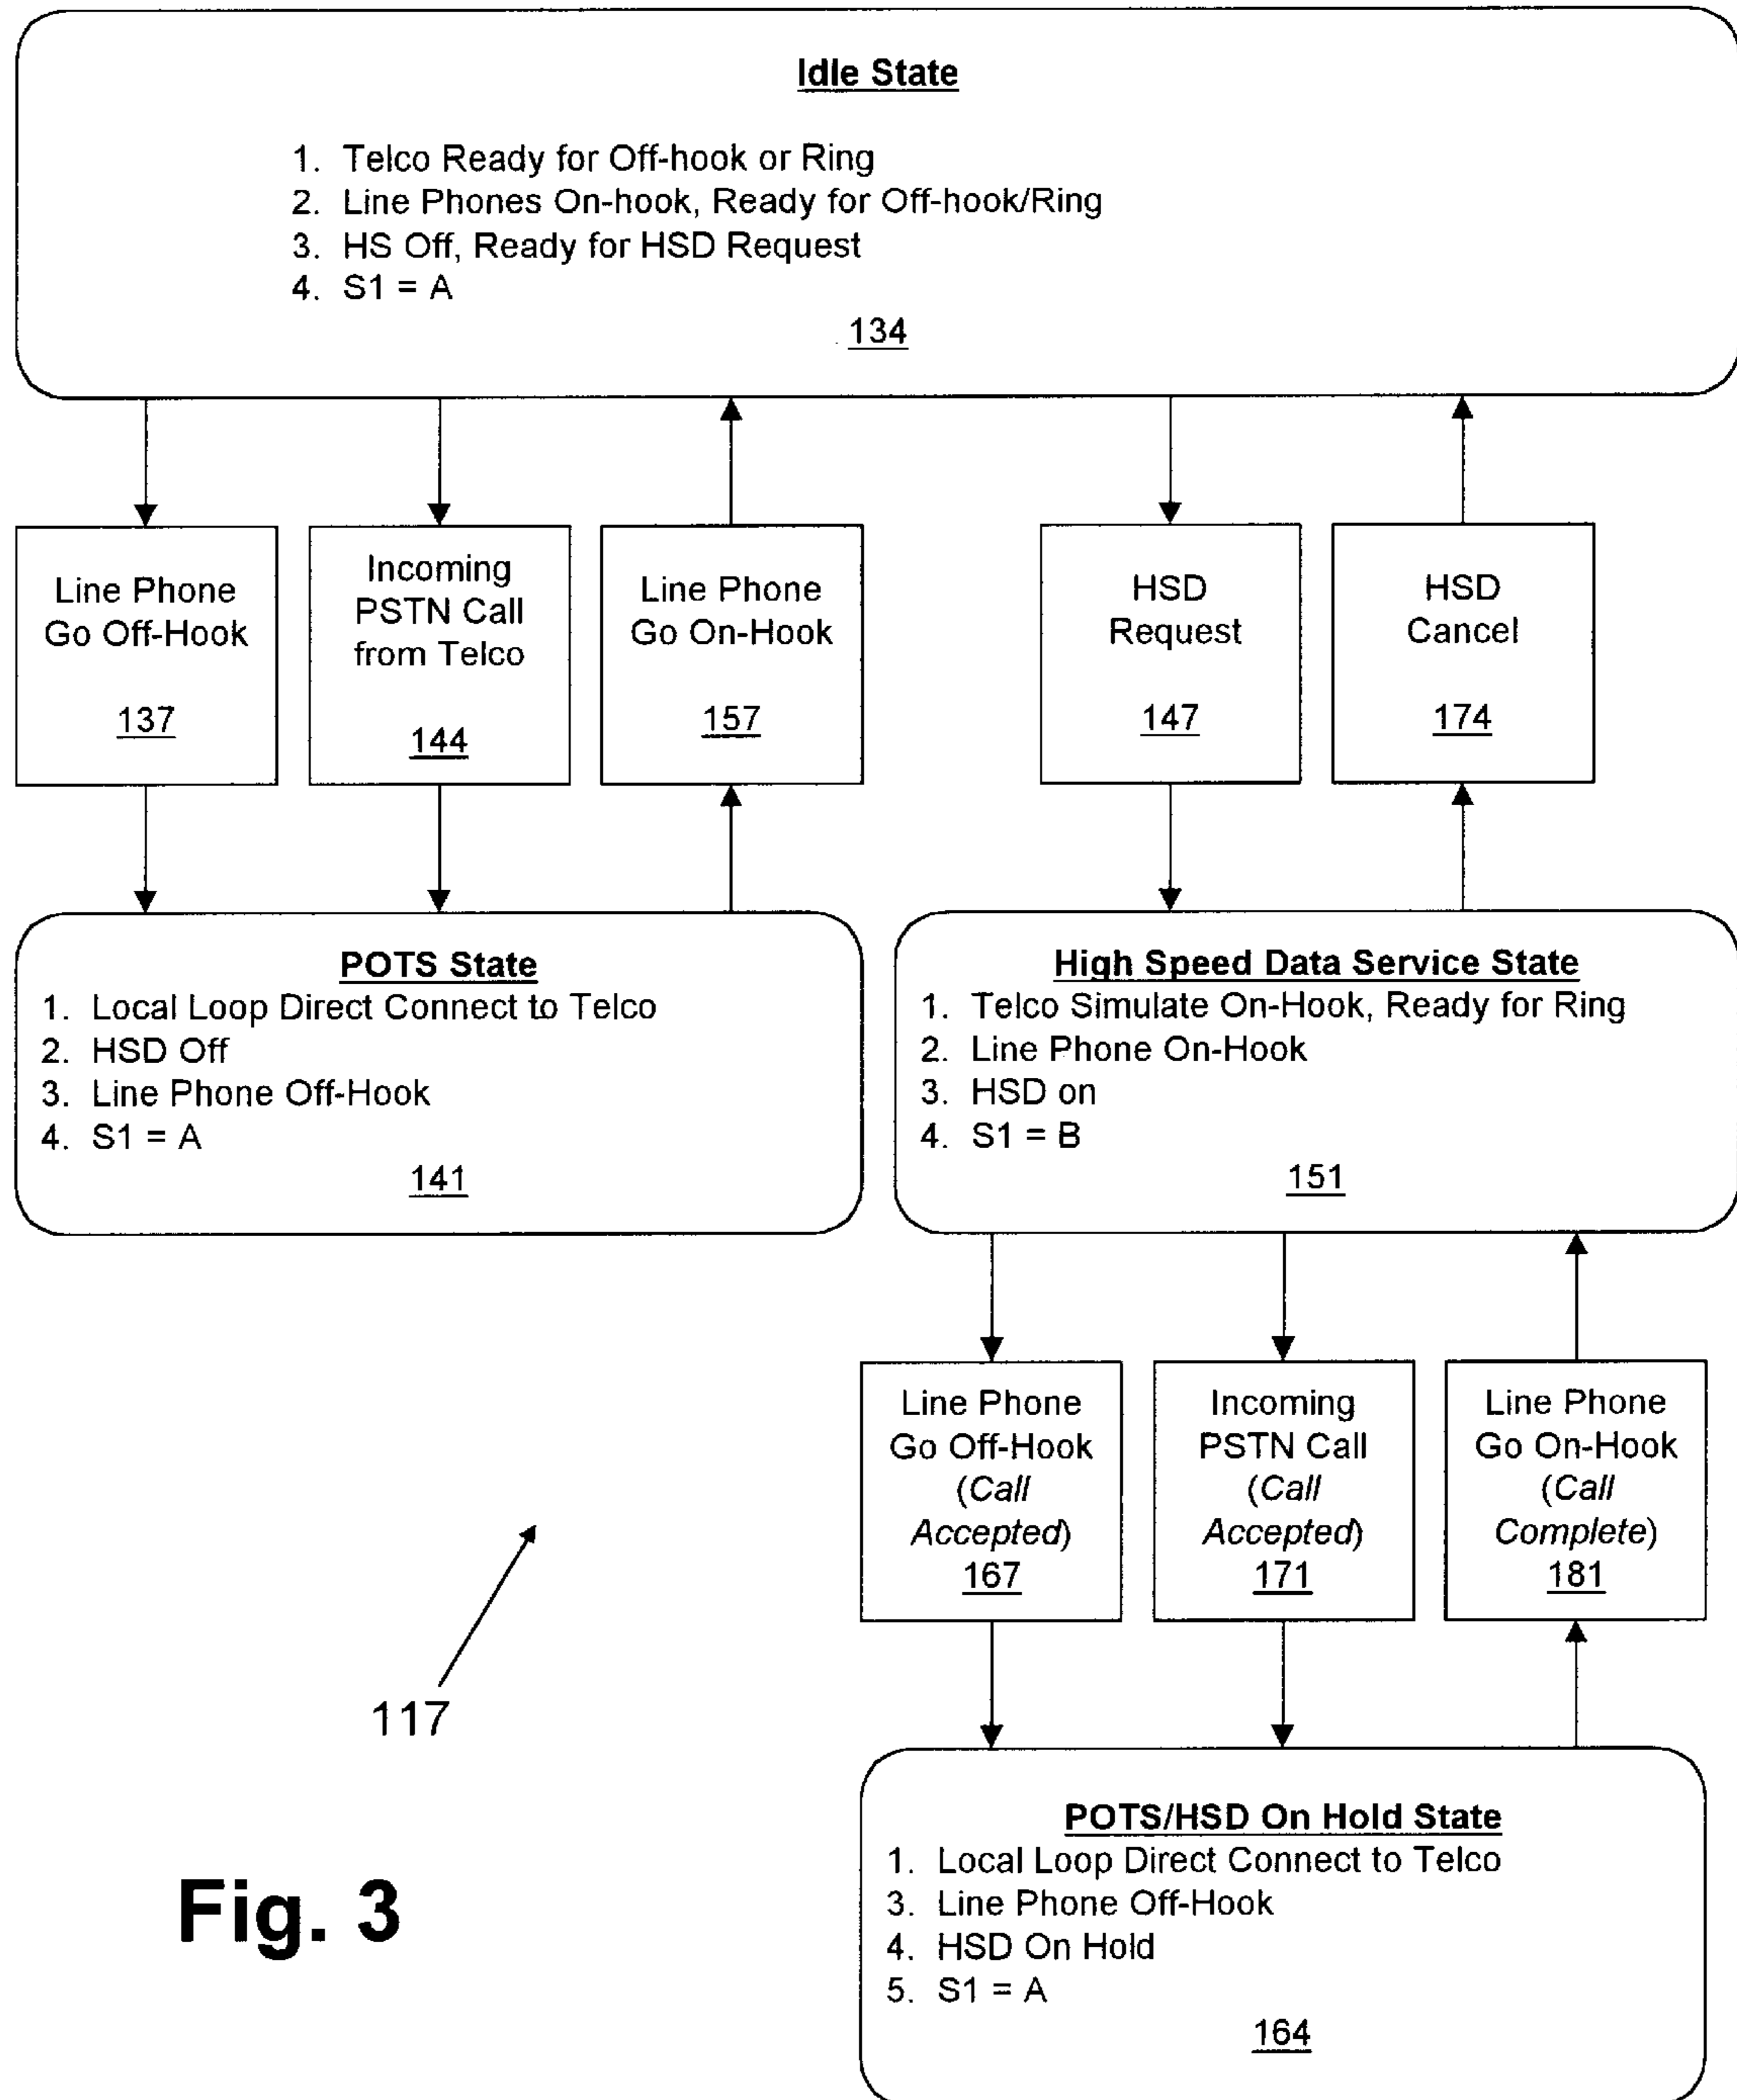 Idle State
1. Telco Ready for Off-hook or Ring
2. Line Phones On-hook, Ready for Off-hook/Ring
3. HS Off, Ready for HSD Request
4. S1 = A
134
Line Phone
Go Off-Hook
137
Incoming
PSTN Call
from Telco
144
Line Phone
Go On-Hook
157
HSD
Request
147
HSD
Cancel
174
POTS State
1. Local Loop Direct Connect to Telco
2. HSD Off
3. Line Phone Off-Hook
4. S1 = A
141
High Speed Data Service State
1. Telco Simulate On-Hook, Ready for Ring
2. Line Phone On-Hook
3. HSD on
4. S1 = B
151
Line Phone
Go Off-Hook
(Call
Accepted)
167
Incoming
PSTN Call
(Call
Accepted)
171
Line Phone
Go On-Hook
(Call
Complete)
181
117
POTS/HSD On Hold State
1. Local Loop Direct Connect to Telco
3. Line Phone Off-Hook
4. HSD On Hold
5. S1 = A
164
Fig. 3